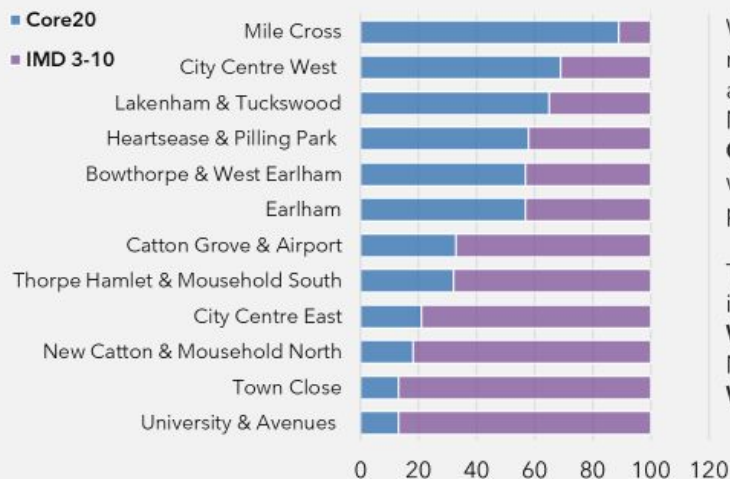 Core20
IMD 3-10
Mile Cross
City Centre West
Lakenham & Tuckswood
Heartsease & Pilling Park
Bowthorpe & West Earlham
Earlham
Catton Grove & Airport
Thorpe Hamlet & Mousehold South
City Centre East
New Catton & Mousehold North
Town Close
University & Avenues
0 20 40 60 80 100 120